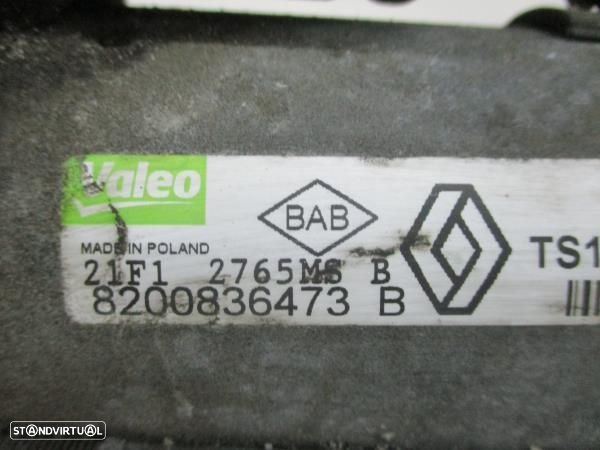 Valeo
BAB
MADE IN POLAND
TS1
21F1 2765MS B
8200836473 B
STANDVIRTUAL